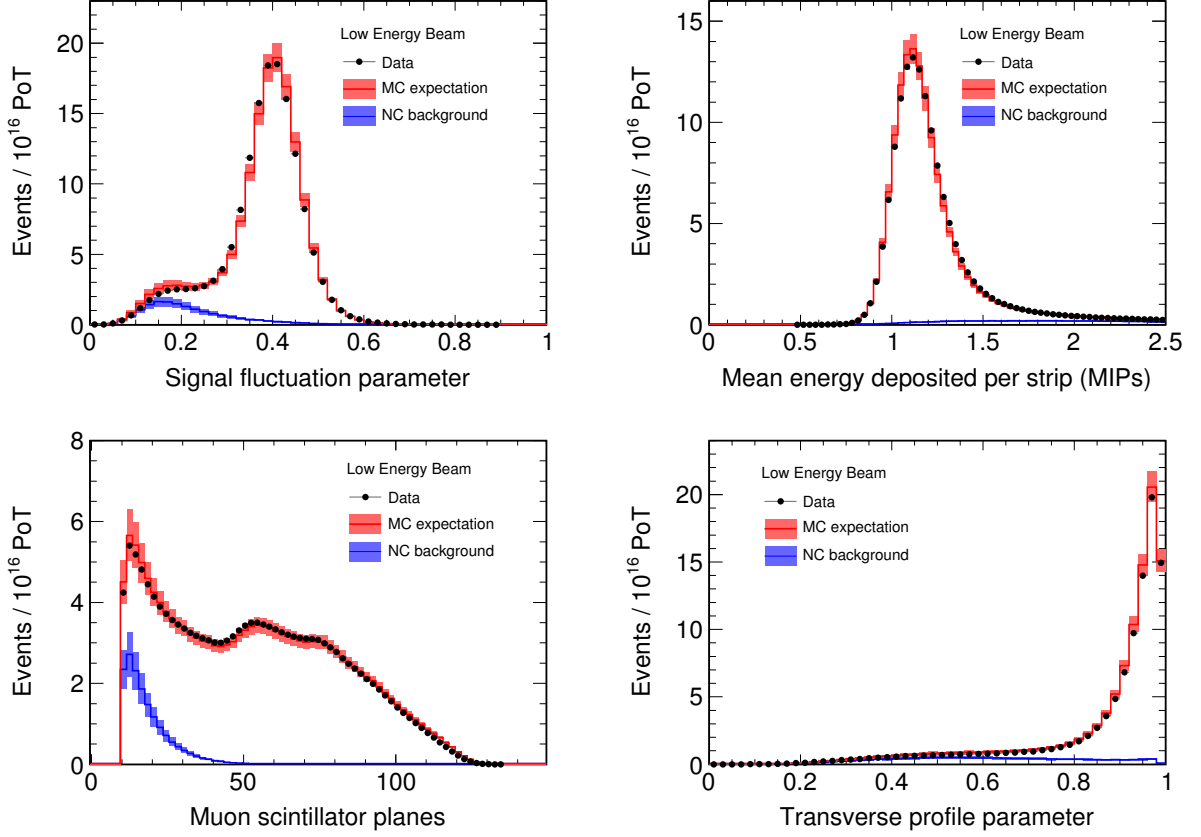 Events / 10^16 PoT
20
15
10
5
0
Low Energy Beam
Data
MC expectation
NC background
0 0.2 0.4 0.6 0.8 1
Signal fluctuation parameter
Events / 10^16 PoT
15
10
5
0
Low Energy Beam
Data
MC expectation
NC background
0 0.5 1 1.5 2 2.5
Mean energy deposited per strip (MIPs)
Events / 10^16 PoT
8
6
4
2
0
Low Energy Beam
Data
MC expectation
NC background
0 50 100
Muon scintillator planes
Events / 10^16 PoT
20
15
10
5
0
Low Energy Beam
Data
MC expectation
NC background
0 0.2 0.4 0.6 0.8 1
Transverse profile parameter